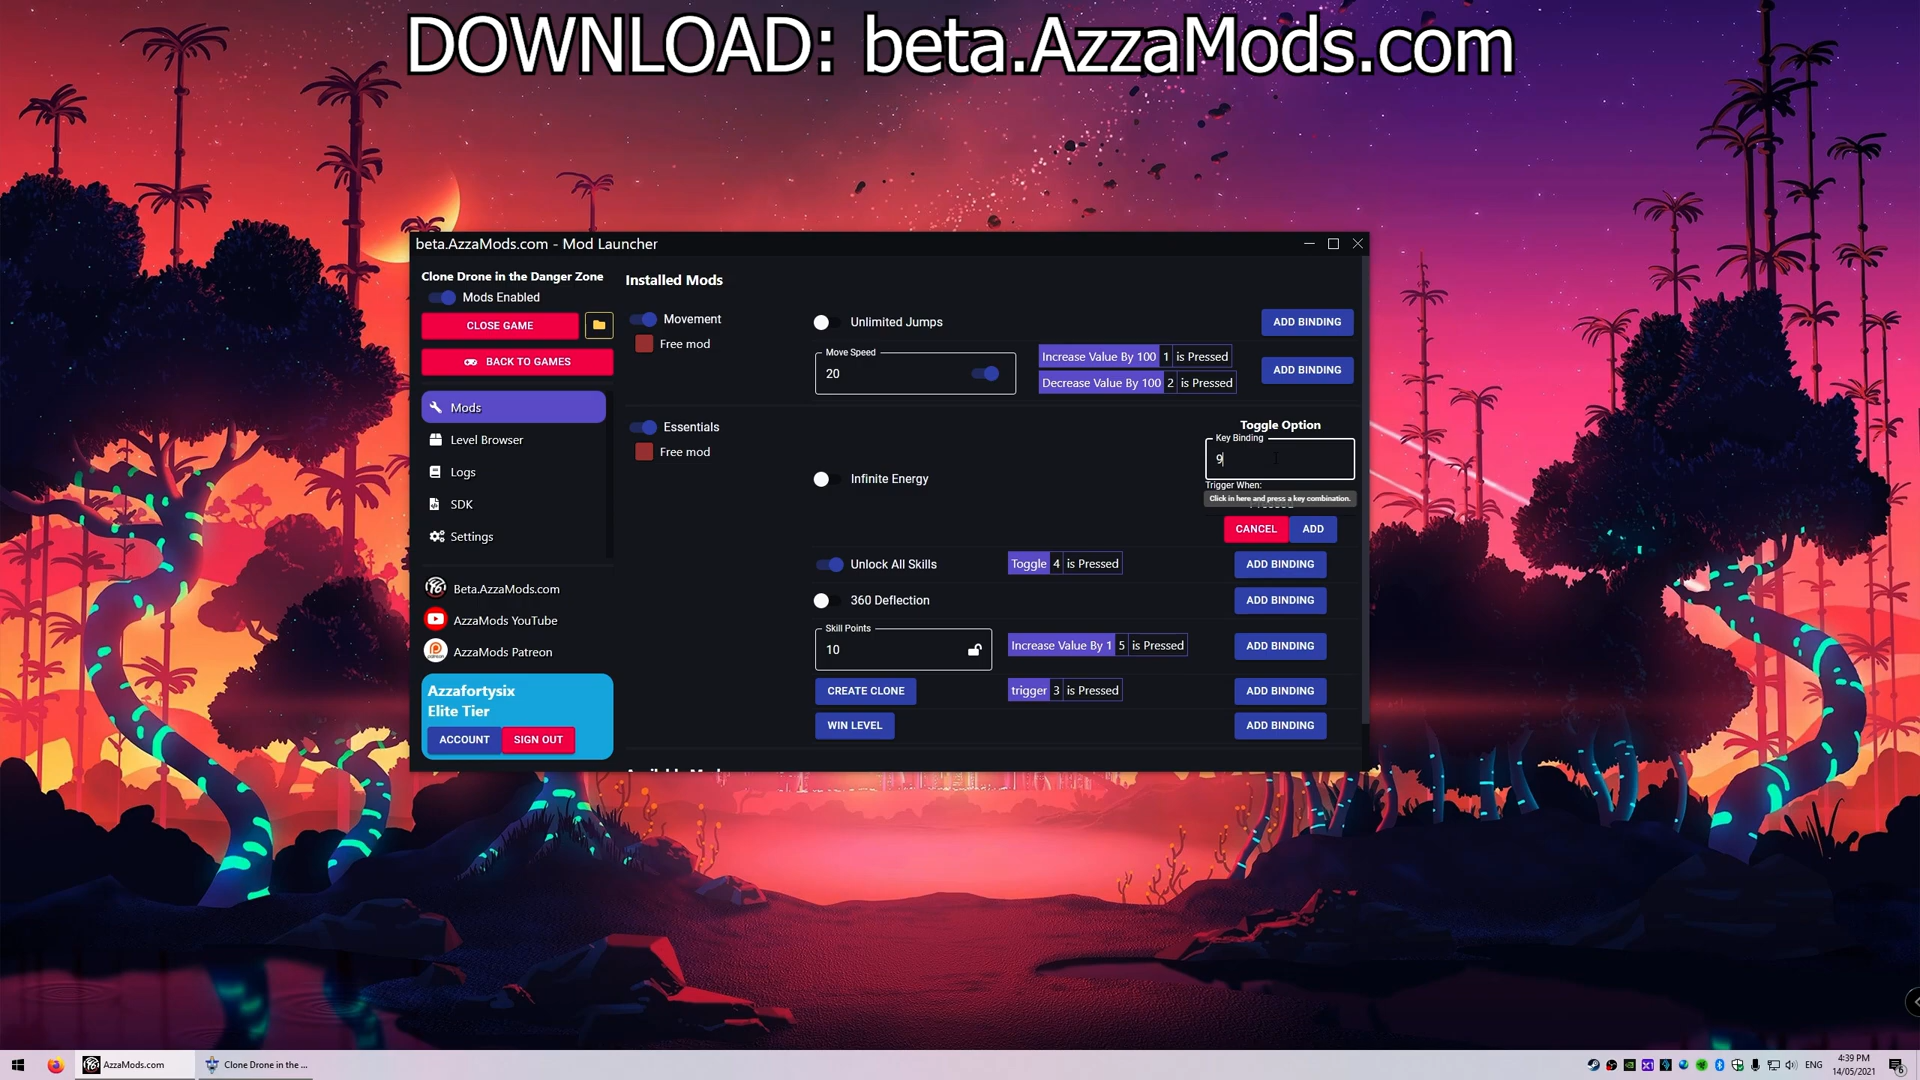 DOWNLOAD: beta.AzzaMods.com
beta.AzzaMods.com - Mod Launcher
Clone Drone in the Danger Zone
Mods Enabled
CLOSE GAME
BACK TO GAMES
Mods
Level Browser
Logs
SDK
Settings
Beta.AzzaMods.com
AzzaMods YouTube
AzzaMods Patreon
Azzafortysix
Elite Tier
ACCOUNT SIGN OUT
Installed Mods
Movement
Free mod
Unlimited Jumps
ADD BINDING
Move Speed
20
Increase Value By 100 1 is Pressed
Decrease Value By 100 2 is Pressed
ADD BINDING
Essentials
Free mod
Infinite Energy
Toggle Option
Key Binding
9
Trigger When:
Click in here and press a key combination.
CANCEL ADD
Unlock All Skills
Toggle 4 is Pressed
ADD BINDING
360 Deflection
ADD BINDING
Skill Points
10
Increase Value By 1 5 is Pressed
ADD BINDING
CREATE CLONE
trigger 3 is Pressed
ADD BINDING
WIN LEVEL
ADD BINDING
AzzaMods.com
Clone Drone in the ...
ENG
4:39 PM
14/05/2021
6